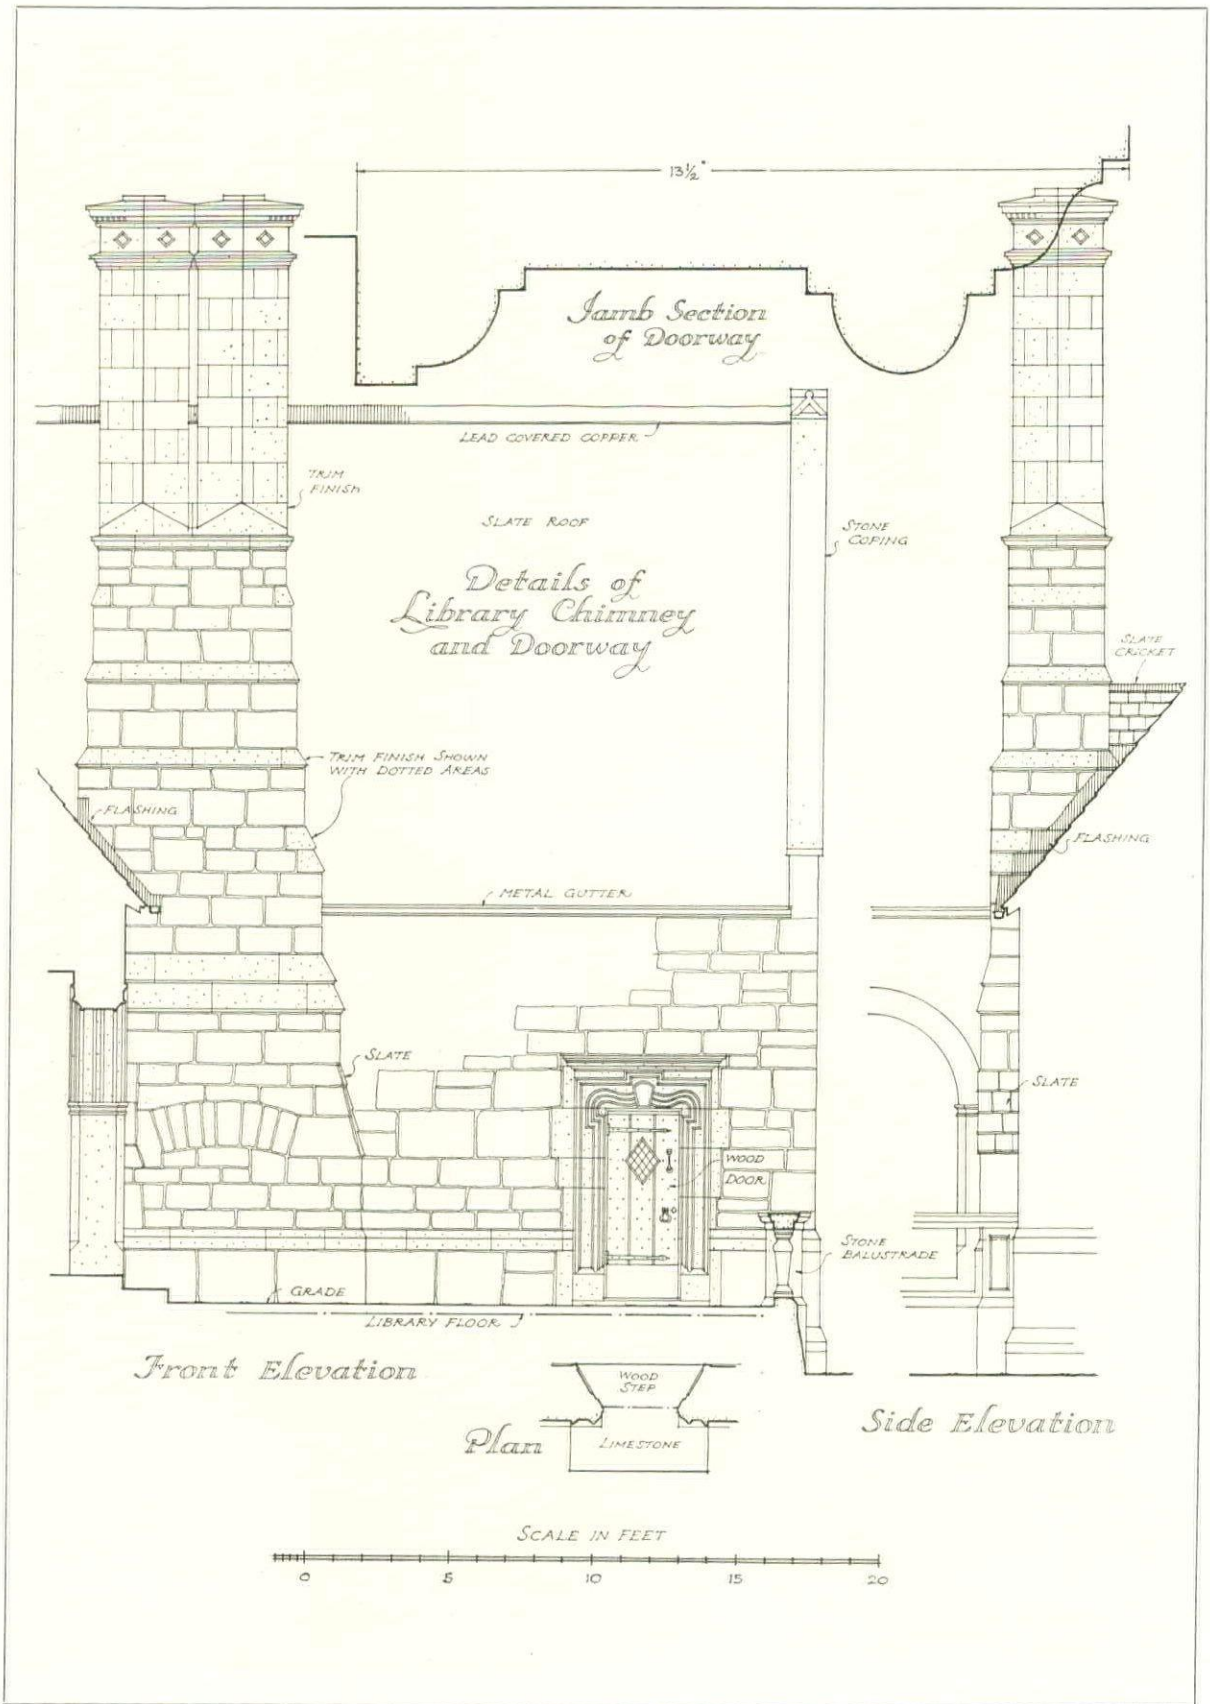 13½"
Jamb Section
of Doorway
LEAD COVERED COPPER
TRIM
FINISH
SLATE ROOF
STONE
COPING
Details of
Library Chimney
and Doorway
SLATE
CRICKET
TRIM FINISH SHOWN
WITH DOTTED AREAS
FLASHING
FLASHING
METAL GUTTER
SLATE
SLATE
WOOD
DOOR
STONE
BALUSTRADE
GRADE
LIBRARY FLOOR
Front Elevation
WOOD
STEP
Side Elevation
Plan
LIMESTONE
SCALE IN FEET
0 5 10 15 20